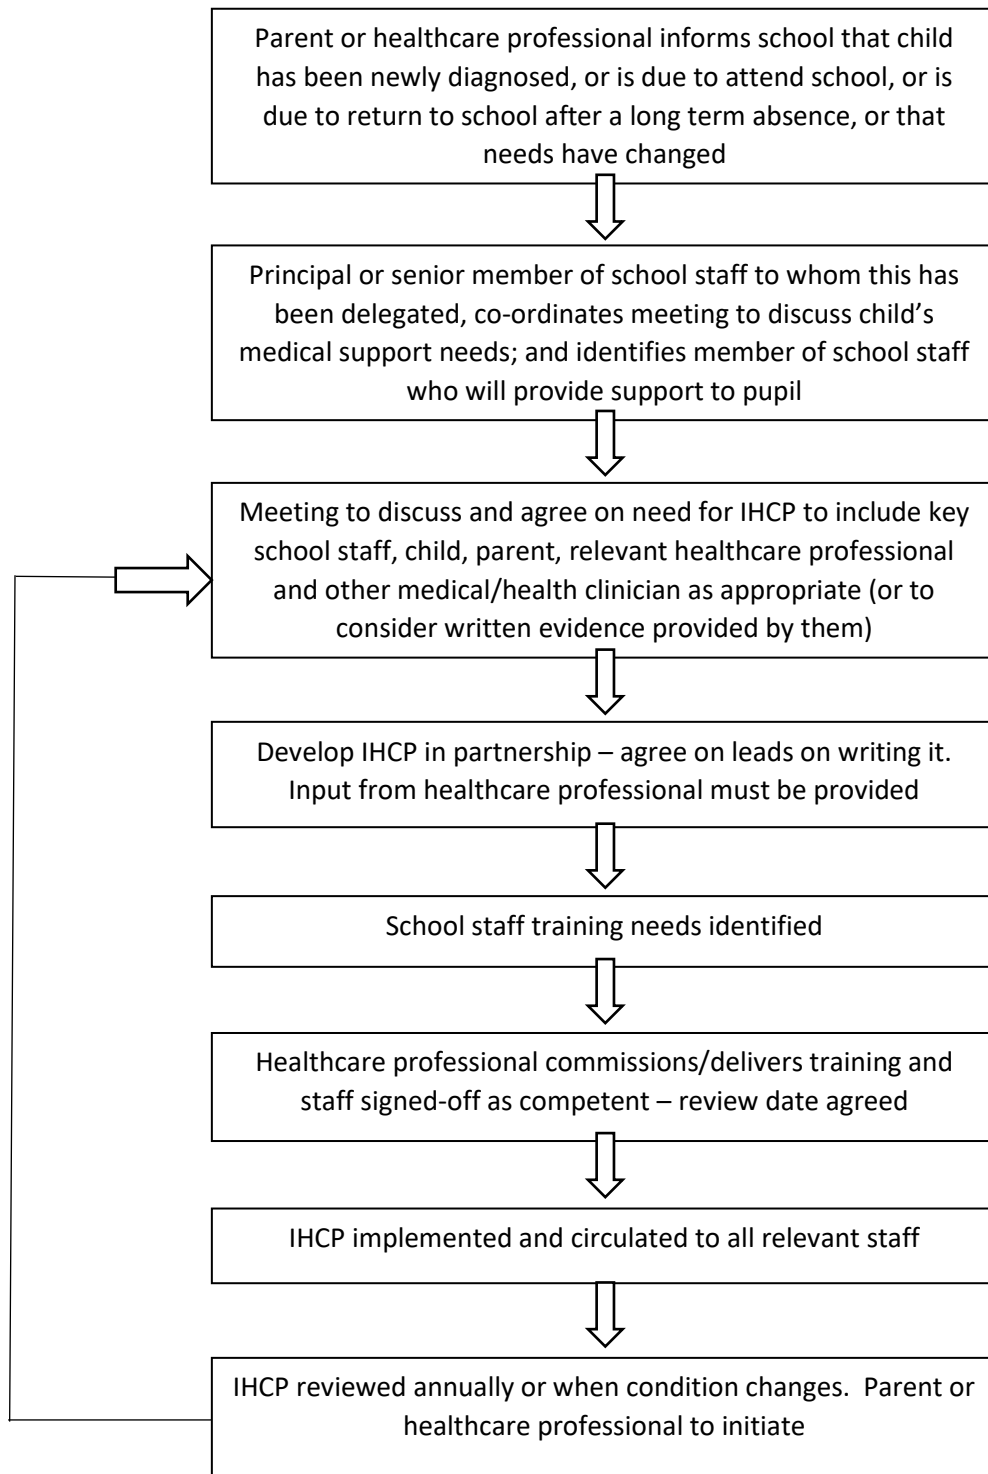 Parent or healthcare professional informs school that child
has been newly diagnosed, or is due to attend school, or is
due to return to school after a long term absence, or that
needs have changed
Principal or senior member of school staff to whom this has
been delegated, co-ordinates meeting to discuss child’s
medical support needs; and identifies member of school staff
who will provide support to pupil
Meeting to discuss and agree on need for IHCP to include key
school staff, child, parent, relevant healthcare professional
and other medical/health clinician as appropriate (or to
consider written evidence provided by them)
Develop IHCP in partnership – agree on leads on writing it.
Input from healthcare professional must be provided
School staff training needs identified
Healthcare professional commissions/delivers training and
staff signed-off as competent – review date agreed
IHCP implemented and circulated to all relevant staff
IHCP reviewed annually or when condition changes.  Parent or
healthcare professional to initiate